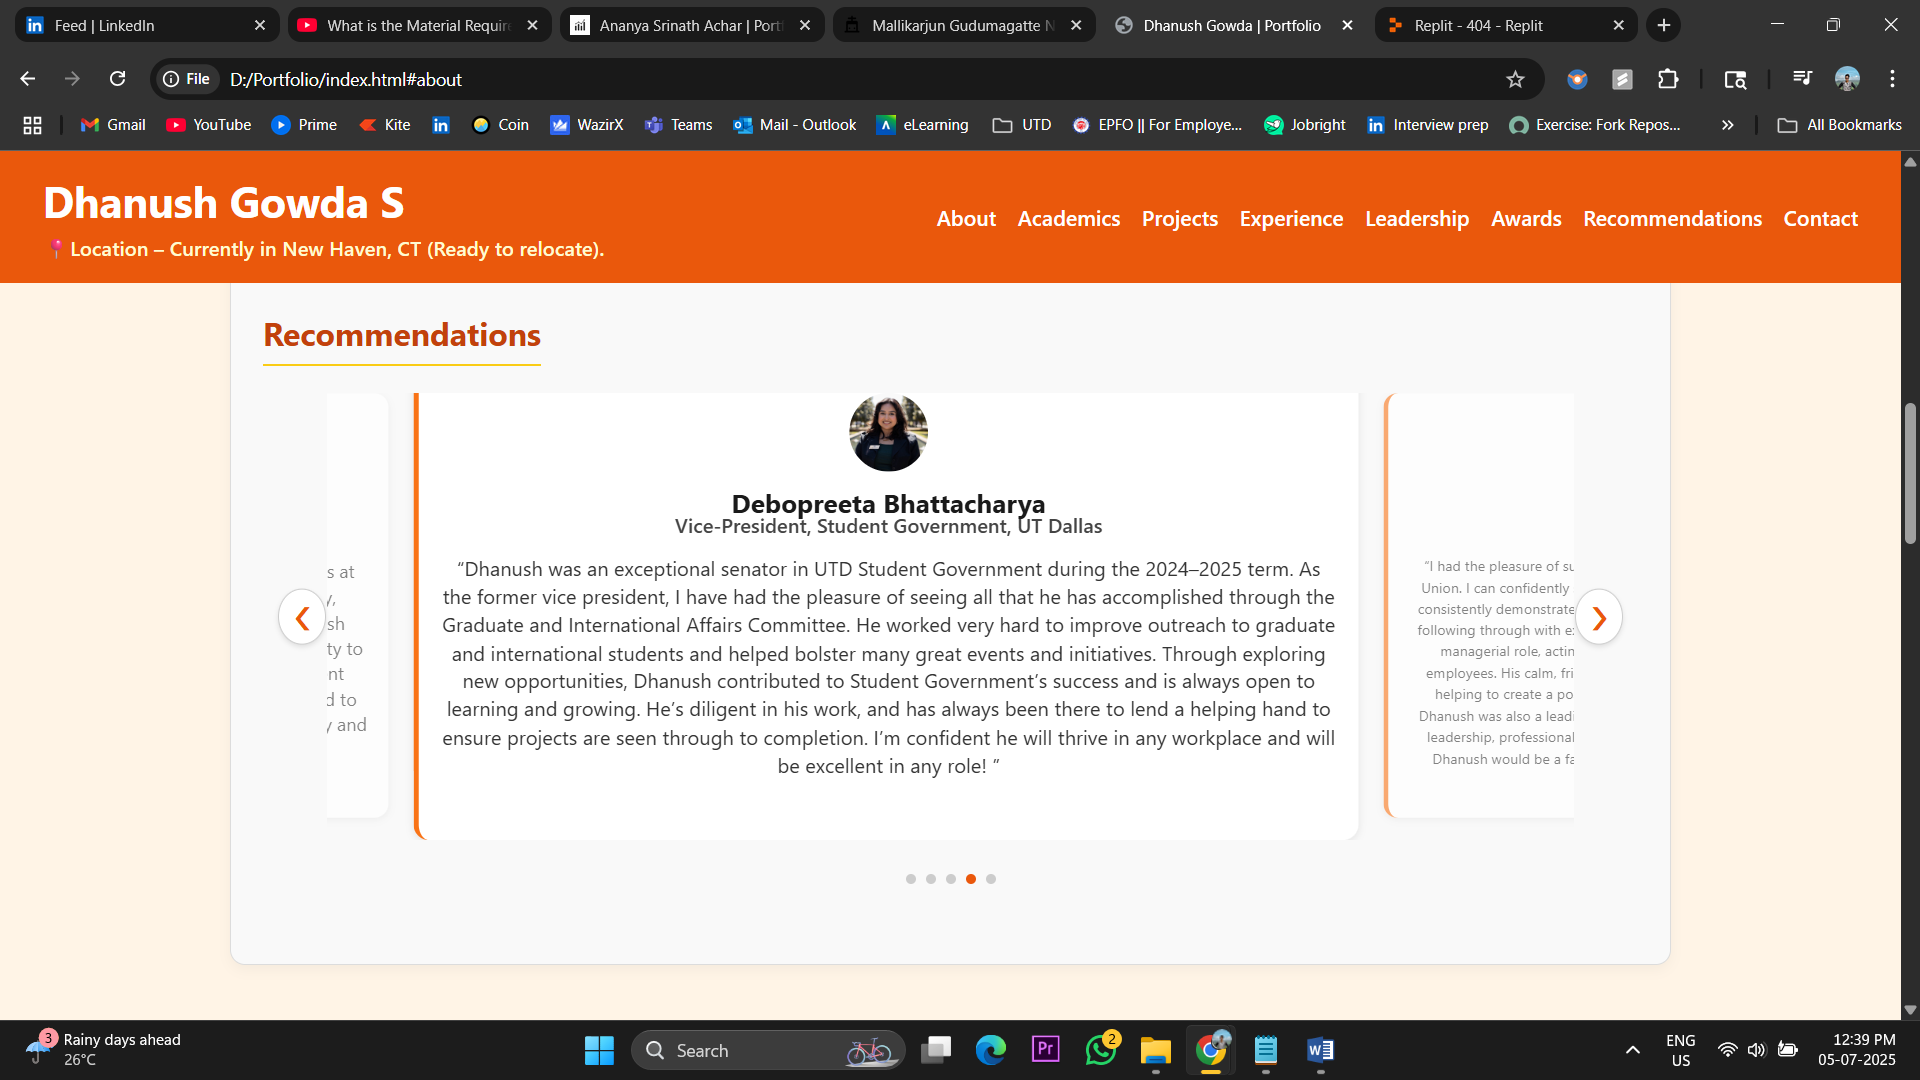 Feed | LinkedIn
What is the Material Require
Ananya Srinath Achar | Port
Mallikarjun Gudumagatte N
Dhanush Gowda | Portfolio
Replit - 404 - Replit
File
D:/Portfolio/index.html#about
Gmail
YouTube
Prime
Kite
Coin
WazirX
Teams
Mail - Outlook
eLearning
UTD
EPFO || For Employe...
Jobright
Interview prep
Exercise: Fork Repos...
»
All Bookmarks
Dhanush Gowda S
📍 Location – Currently in New Haven, CT (Ready to relocate).
About
Academics
Projects
Experience
Leadership
Awards
Recommendations
Contact
Recommendations
s at
y,
sh
ty to
nt
d to
y and
Debopreeta Bhattacharya
Vice-President, Student Government, UT Dallas
“Dhanush was an exceptional senator in UTD Student Government during the 2024–2025 term. As
the former vice president, I have had the pleasure of seeing all that he has accomplished through the
Graduate and International Affairs Committee. He worked very hard to improve outreach to graduate
and international students and helped bolster many great events and initiatives. Through exploring
new opportunities, Dhanush contributed to Student Government’s success and is always open to
learning and growing. He’s diligent in his work, and has always been there to lend a helping hand to
ensure projects are seen through to completion. I’m confident he will thrive in any workplace and will
be excellent in any role! ”
“I had the pleasure of su
Union. I can confidently
consistently demonstrate
following through with e
managerial role, actin
employees. His calm, fri
helping to create a po
Dhanush was also a leadi
leadership, professional
Dhanush would be a fa
3
Rainy days ahead
26°C
Search
Pr
2
ENG
US
12:39 PM
05-07-2025